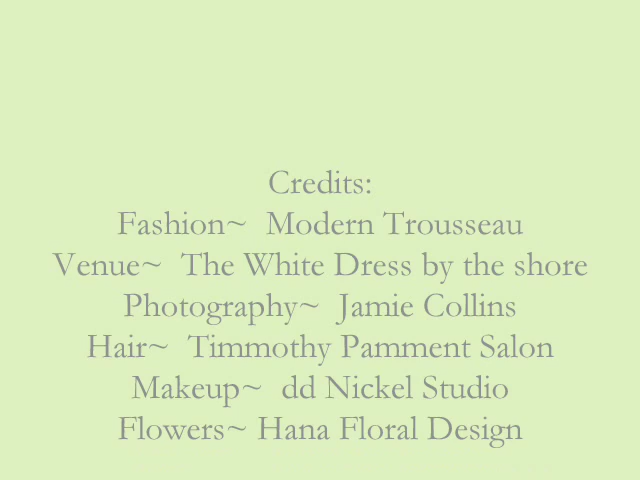 Credits:
Fashion~  Modern Trousseau
Venue~  The White Dress by the shore
Photography~  Jamie Collins
Hair~  Timmothy Pamment Salon
Makeup~  dd Nickel Studio
Flowers~ Hana Floral Design